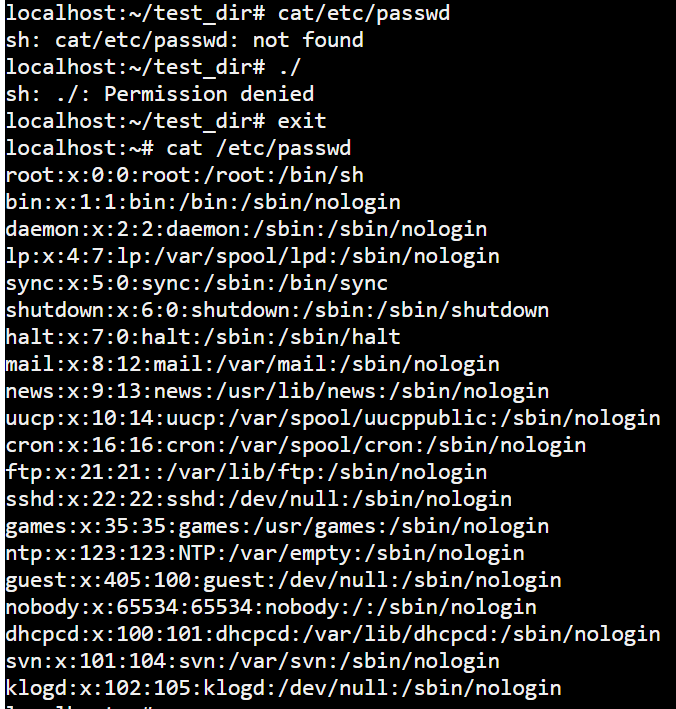 localhost:~/test_dir# cat/etc/passwd
sh: cat/etc/passwd: not found
localhost:~/test_dir# ./
sh: ./: Permission denied
localhost:~/test_dir# exit
localhost:~# cat /etc/passwd
root:x:0:0:root:/root:/bin/sh
bin:x:1:1:bin:/bin:/sbin/nologin
daemon:x:2:2:daemon:/sbin:/sbin/nologin
lp:x:4:7:lp:/var/spool/lpd:/sbin/nologin
sync:x:5:0:sync:/sbin:/bin/sync
shutdown:x:6:0:shutdown:/sbin:/sbin/shutdown
halt:x:7:0:halt:/sbin:/sbin/halt
mail:x:8:12:mail:/var/mail:/sbin/nologin
news:x:9:13:news:/usr/lib/news:/sbin/nologin
uucp:x:10:14:uucp:/var/spool/uucppublic:/sbin/nologin
cron:x:16:16:cron:/var/spool/cron:/sbin/nologin
ftp:x:21:21::/var/lib/ftp:/sbin/nologin
sshd:x:22:22:sshd:/dev/null:/sbin/nologin
games:x:35:35:games:/usr/games:/sbin/nologin
ntp:x:123:123:NTP:/var/empty:/sbin/nologin
guest:x:405:100:guest:/dev/null:/sbin/nologin
nobody:x:65534:65534:nobody:/:/sbin/nologin
dhcpcd:x:100:101:dhcpcd:/var/lib/dhcpcd:/sbin/nologin
svn:x:101:104:svn:/var/svn:/sbin/nologin
klogd:x:102:105:klogd:/dev/null:/sbin/nologin